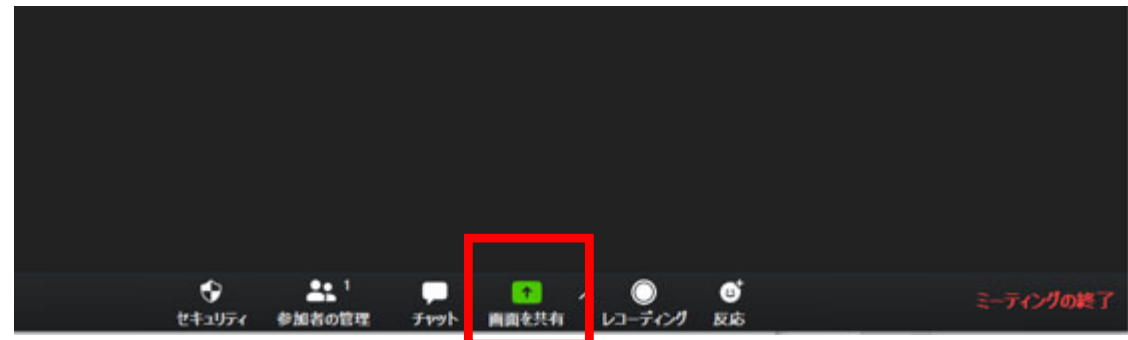 1
セキュリティ 参加者の管理 チャット 画面を共有 レコーディング 反応 ミーティングの終了